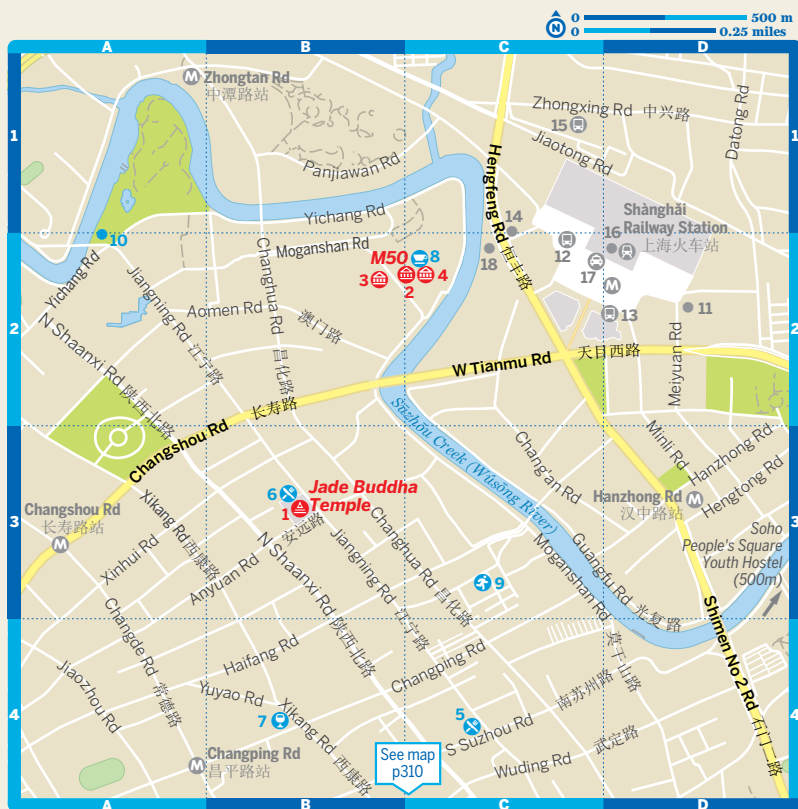 0 500 m
N
0 0.25 miles
A B C D
1 1
M Zhongtan Rd
中潭路站
Zhongxing Rd 中兴路
15
Jiaotong Rd
Datong Rd
Panjiawan Rd
Hengfeng Rd 恒丰路
Yichang Rd
14
Shànghǎi
Railway Station
上海火车站
16
10
Moganshan Rd
M50
8
12
18
17
M
3
2
4
Yichang Rd
Jiangning Rd 江宁路
Changhua Rd 昌化路
2 2
Aomen Rd 澳门路
13
11
N Shaanxi Rd 陕西北路
W Tianmu Rd 天目西路
Meiyuan Rd
Changshou Rd 长寿路
Sūzhōu Creek (Wúsōng River)
Chang'an Rd
Minli Rd
Hanzhong Rd
Hengtong Rd
6
Jade Buddha
Temple
1
安远路
Changshou Rd
长寿路站
M
Hanzhong Rd
汉中路站
M
3 3
Xikang Rd 西康路
Xinhui Rd
Anyuan Rd
N Shaanxi Rd 陕西北路
Jiangning Rd 江宁路
Changhua Rd 昌化路
9
Moganshan Rd 莫干山路
Guangfu Rd 光复路
Soho
People's Square
Youth Hostel
(500m)
Shimen No 2 Rd 石门二路
Changde Rd 常德路
Haifang Rd
Changping Rd
Jiaozhou Rd
Yuyao Rd
Xikang Rd 西康路
7
5
S Suzhou Rd 南苏州路
4 4
Wuding Rd 武定路
M Changping Rd
昌平路站
See map
p310
A B C D